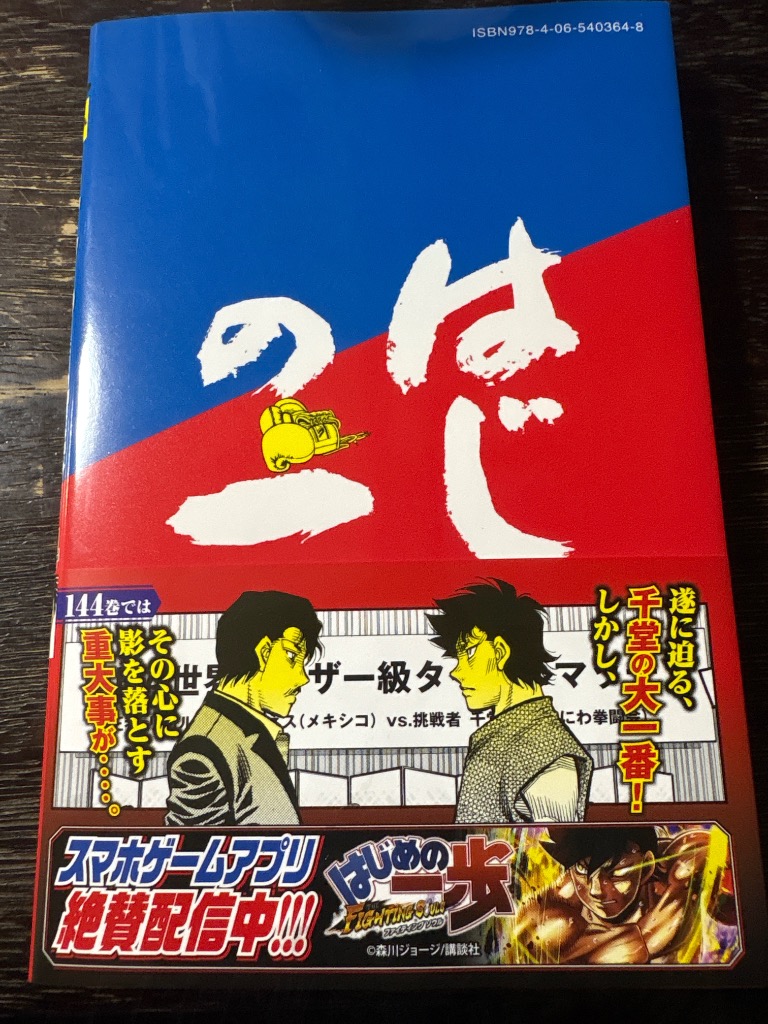 ISBN978-4-06-540364-8
はじ
の一
遂に迫る、
千堂の大一番！
しかし、
144巻では
その心に
影を落とす
重大事が……。
世界
ザー級タ
マ
ス（メキシコ） vs.挑戦者 千
にわ拳闘会
スマホゲームアプリ
絶賛配信中!!!
はじめの一歩
FIGHTING SOULS
ファイティング ソウルズ
©森川ジョージ/講談社